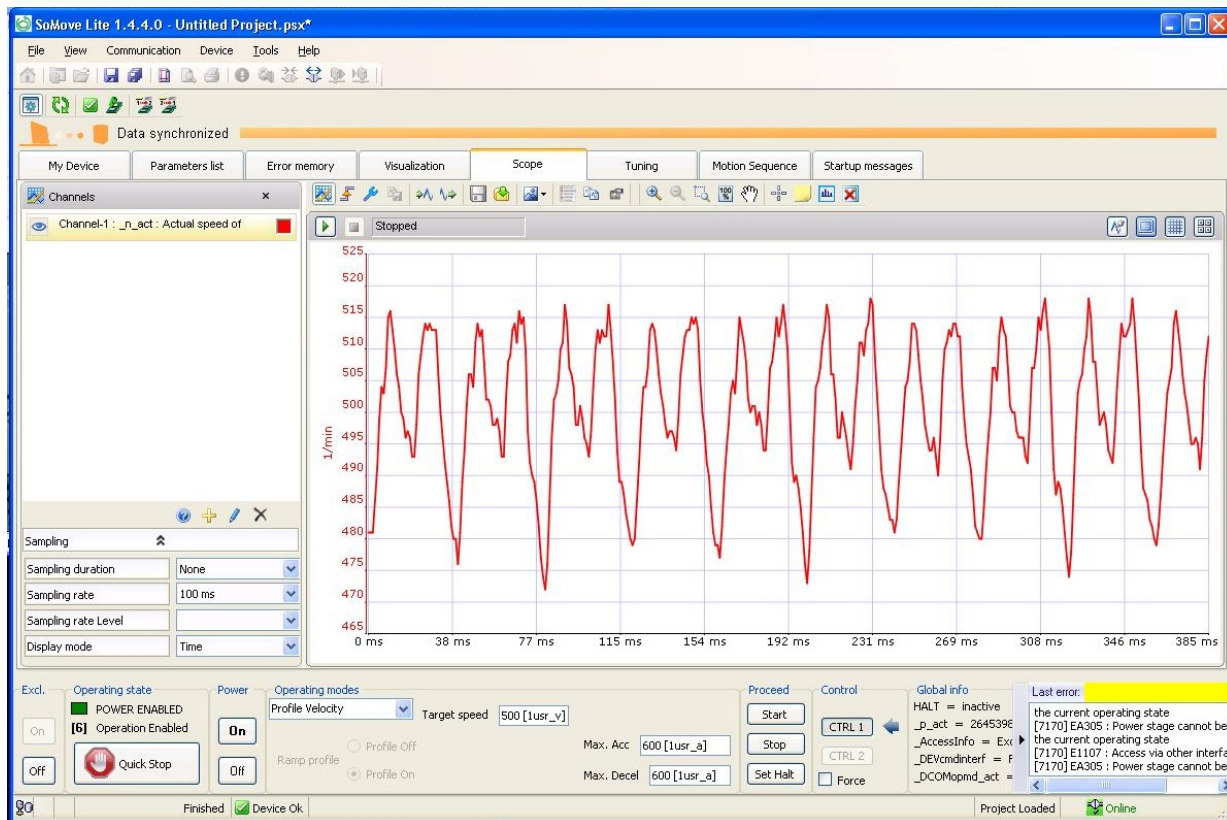 SoMove Lite 1.4.4.0 - Untitled Project.psx*
File View Communication Device Tools Help
Data synchronized
My Device Parameters list Error memory Visualization Scope Tuning Motion Sequence Startup messages
Channels
Channel-1 : _n_act : Actual speed of
Stopped
525
520
515
510
505
500
495
490
485
480
475
470
465
1/min
0 ms 38 ms 77 ms 115 ms 154 ms 192 ms 231 ms 269 ms 308 ms 346 ms 385 ms
Sampling
Sampling duration None
Sampling rate 100 ms
Sampling rate Level
Display mode Time
Excl.
On
Off
Operating state
POWER ENABLED
[6] Operation Enabled
Quick Stop
Power
On
Off
Operating modes
Profile Velocity
Target speed 500 [1usr_v]
Ramp profile
Profile Off
Profile On
Max. Acc 600 [1usr_a]
Max. Decel 600 [1usr_a]
Proceed
Start
Stop
Set Halt
Control
CTRL 1
CTRL 2
Force
Global info
HALT = inactive
_p_act = 2645398
_AccessInfo = Exc
_DEVcmdinterf = F
_DCOMopmd_act =
Last error:
the current operating state
[7170] EA305 : Power stage cannot be
the current operating state
[7170] E1107 : Access via other interfa
[7170] EA305 : Power stage cannot be
Finished Device Ok Project Loaded Online